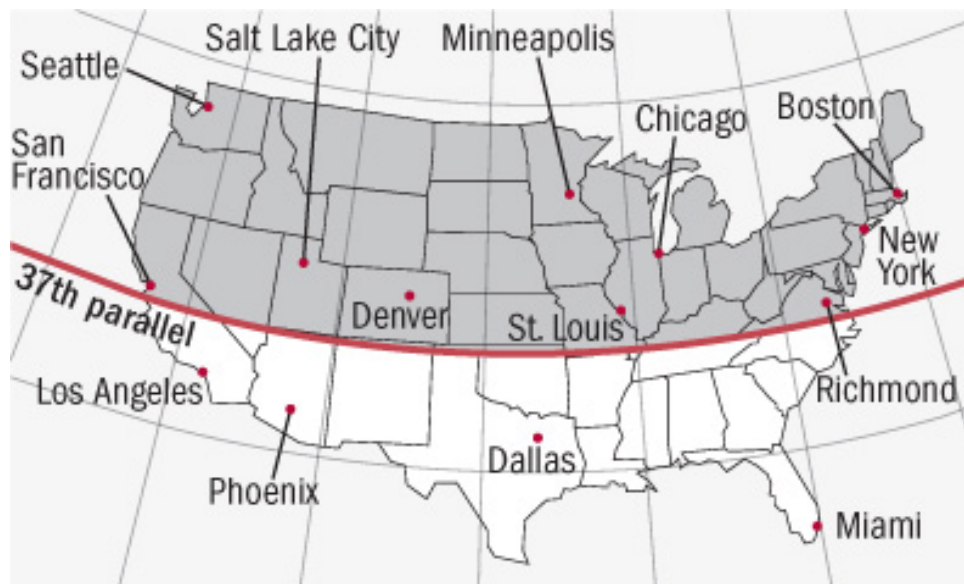 Salt Lake City
Minneapolis
Seattle
Boston
Chicago
San
Francisco
New
York
37th parallel
Denver
St. Louis
Los Angeles
Richmond
Dallas
Phoenix
Miami